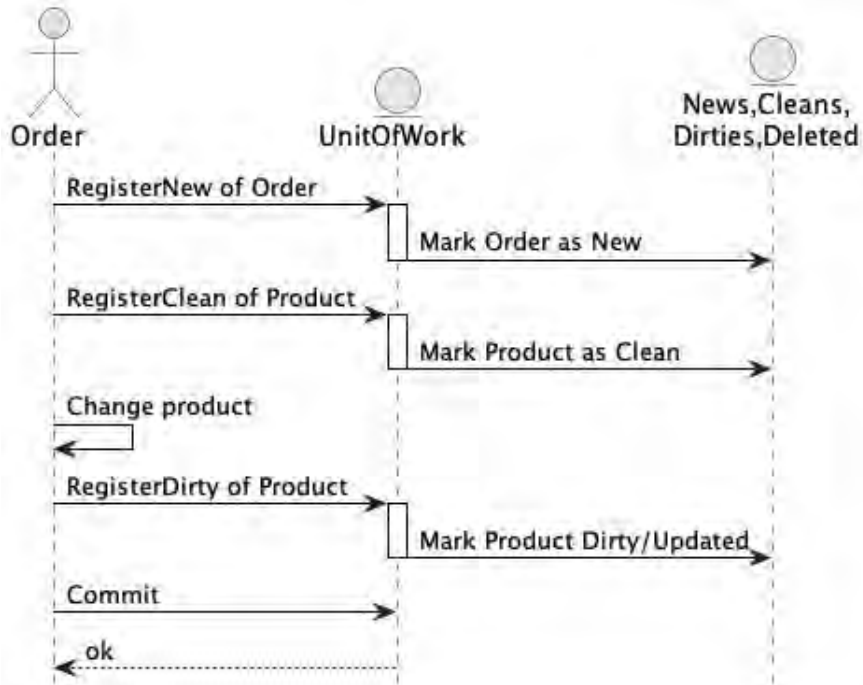 Order
UnitOfWork
News,Cleans,
Dirties,Deleted
RegisterNew of Order
Mark Order as New
RegisterClean of Product
Mark Product as Clean
Change product
RegisterDirty of Product
Mark Product Dirty/Updated
Commit
ok